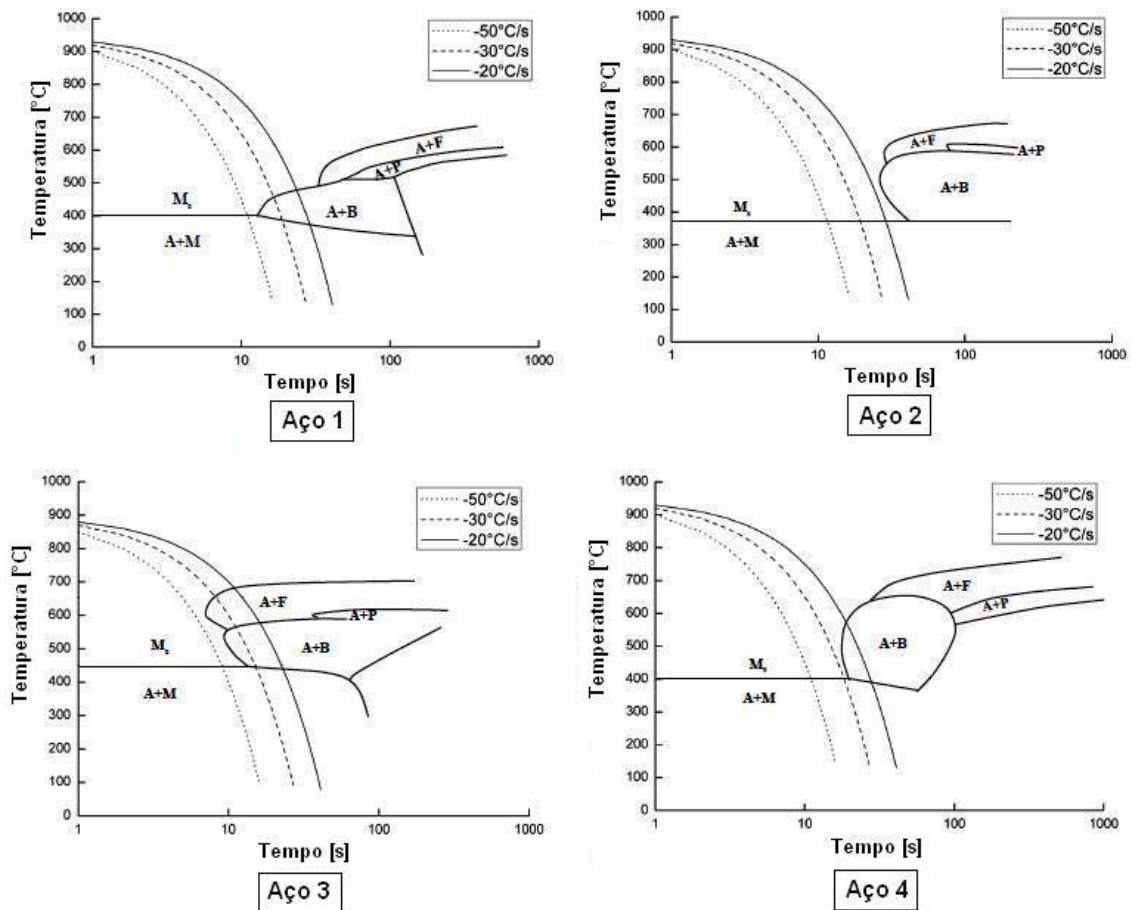 1000
900
800
700
600
500
400
300
200
100
0
Temperatura [°C]
-50°C/s
-30°C/s
-20°C/s
A+F
A+P
A+B
Ms
A+M
1
10
100
1000
Tempo [s]
Aço 1
1000
900
800
700
600
500
400
300
200
100
0
Temperatura [°C]
-50°C/s
-30°C/s
-20°C/s
A+F
A+P
A+B
Ms
A+M
1
10
100
1000
Tempo [s]
Aço 2
1000
900
800
700
600
500
400
300
200
100
0
Temperatura [°C]
-50°C/s
-30°C/s
-20°C/s
A+F
A+P
A+B
Ms
A+M
1
10
100
1000
Tempo [s]
Aço 3
1000
900
800
700
600
500
400
300
200
100
0
Temperatura [°C]
-50°C/s
-30°C/s
-20°C/s
A+F
A+P
A+B
Ms
A+M
1
10
100
1000
Tempo [s]
Aço 4